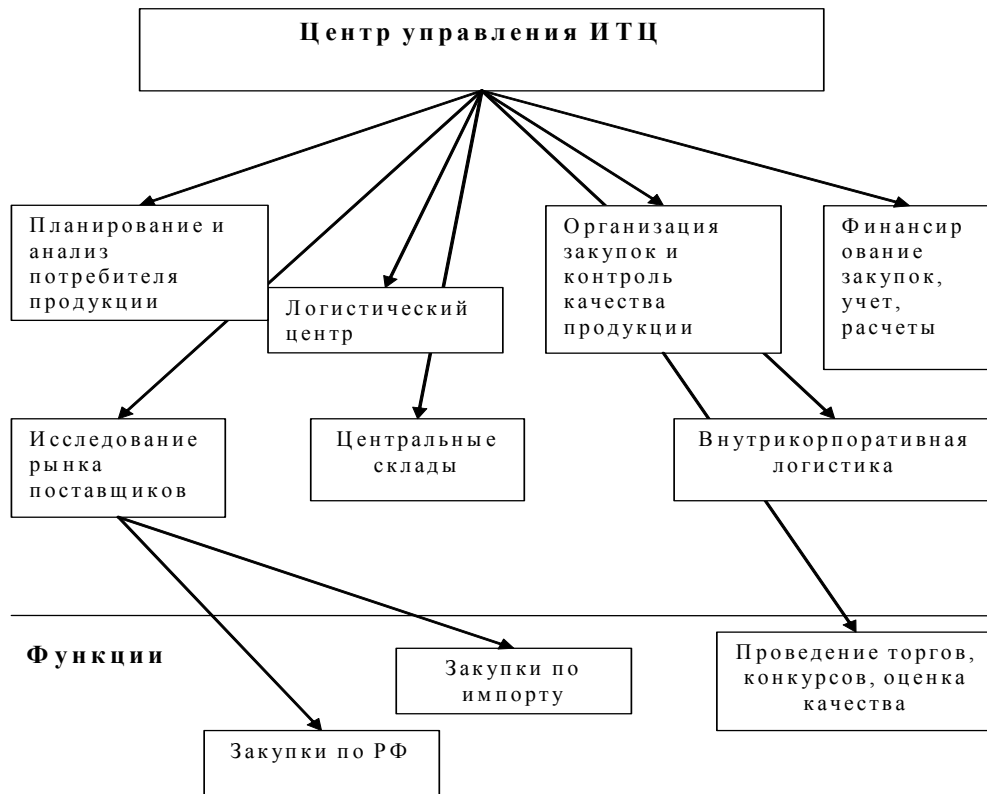 Центр управления ИТЦ
Планирование и
анализ
потребителя
продукции
Логистический
центр
Организация
закупок и
контроль
качества
продукции
Финансир
ование
закупок,
учет,
расчеты
Исследование
рынка
поставщиков
Центральные
склады
Внутрикорпоративная
логистика
Функции
Закупки по
импорту
Проведение торгов,
конкурсов, оценка
качества
Закупки по РФ